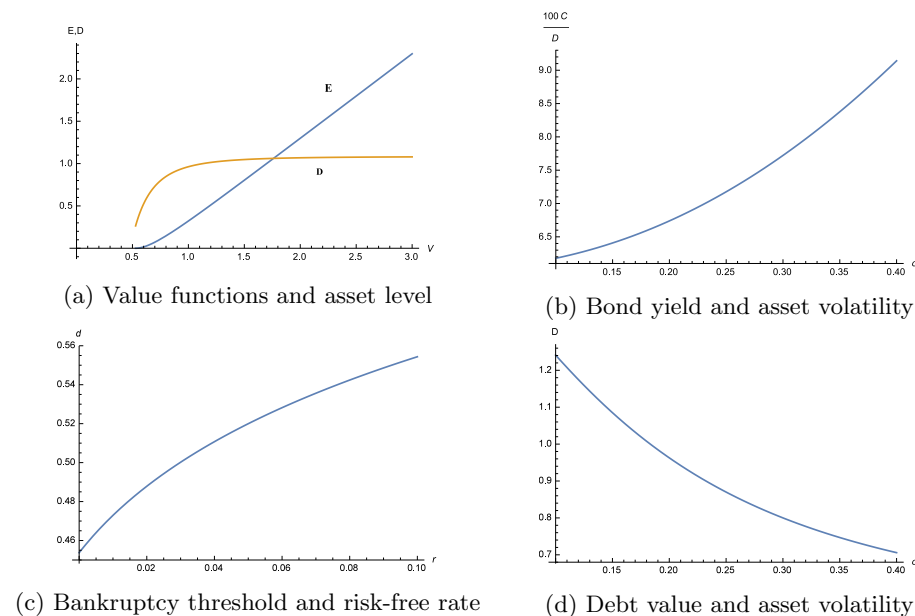 E,D
2.0
1.5
1.0
0.5
E
D
0.5 1.0 1.5 2.0 2.5 3.0 V
(a) Value functions and asset level
100 C
D
9.0
8.5
8.0
7.5
7.0
6.5
0.15 0.20 0.25 0.30 0.35 0.40
(b) Bond yield and asset volatility
d
0.56
0.54
0.52
0.50
0.48
0.46
0.02 0.04 0.06 0.08 0.10 r
(c) Bankruptcy threshold and risk-free rate
D
1.2
1.1
1.0
0.9
0.8
0.7
0.15 0.20 0.25 0.30 0.35 0.40
(d) Debt value and asset volatility